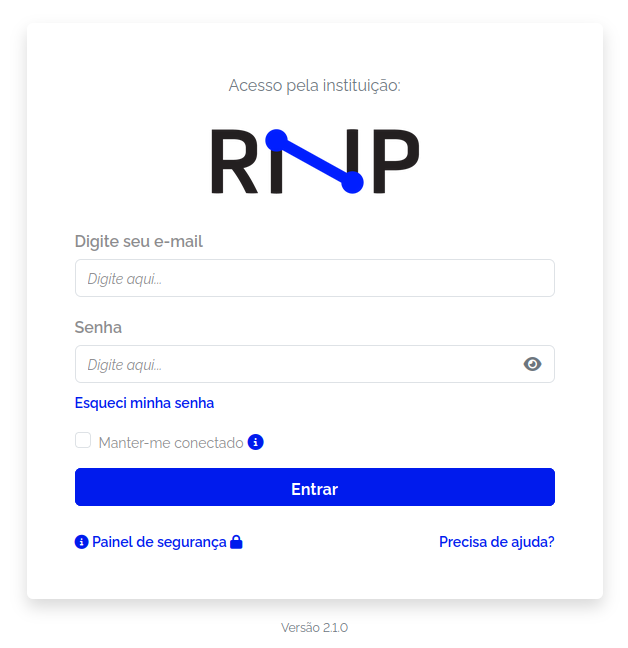 Acesso pela instituição:
RNP
Digite seu e-mail
Digite aqui...
Senha
Digite aqui...
Esqueci minha senha
Manter-me conectado
Entrar
Painel de segurança
Precisa de ajuda?
Versão 2.1.0